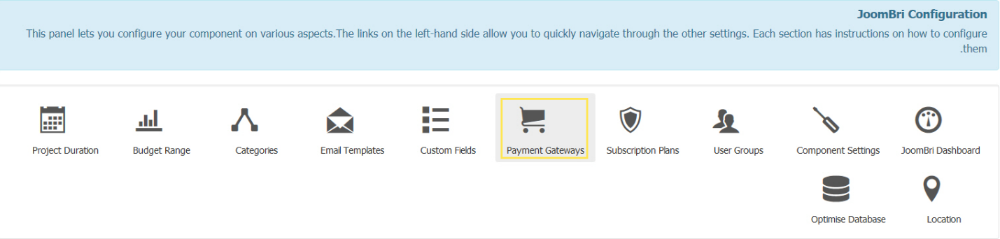 JoomBri Configuration
This panel lets you configure your component on various aspects.The links on the left-hand side allow you to quickly navigate through the other settings. Each section has instructions on how to configure
.them
Project Duration
Budget Range
Categories
Email Templates
Custom Fields
Payment Gateways
Subscription Plans
User Groups
Component Settings
JoomBri Dashboard
Optimise Database
Location